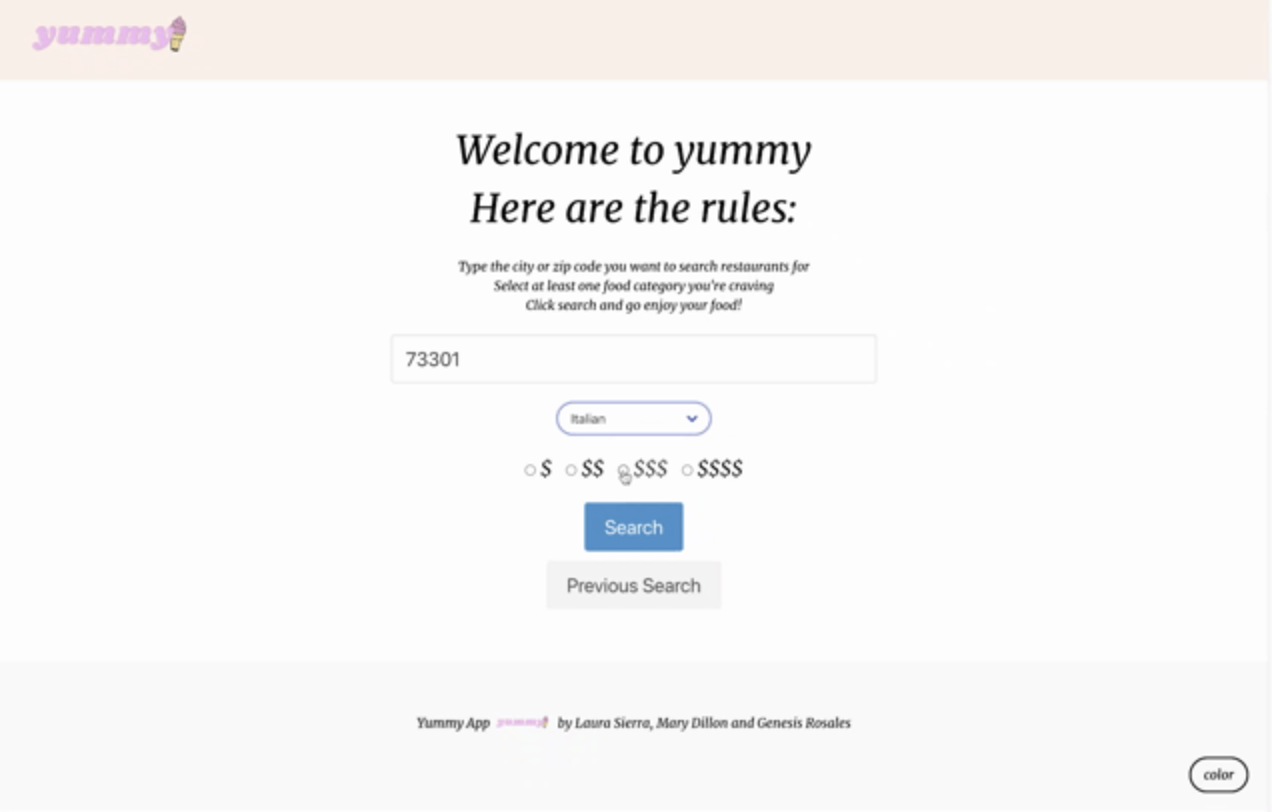 yummy
Welcome to yummy
Here are the rules:
Type the city or zip code you want to search restaurants for
Select at least one food category you're craving
Click search and go enjoy your food!
73301
Italian
$ $$ $$$ $$$$
Search
Previous Search
Yummy App yummy by Laura Sierra, Mary Dillon and Genesis Rosales
color